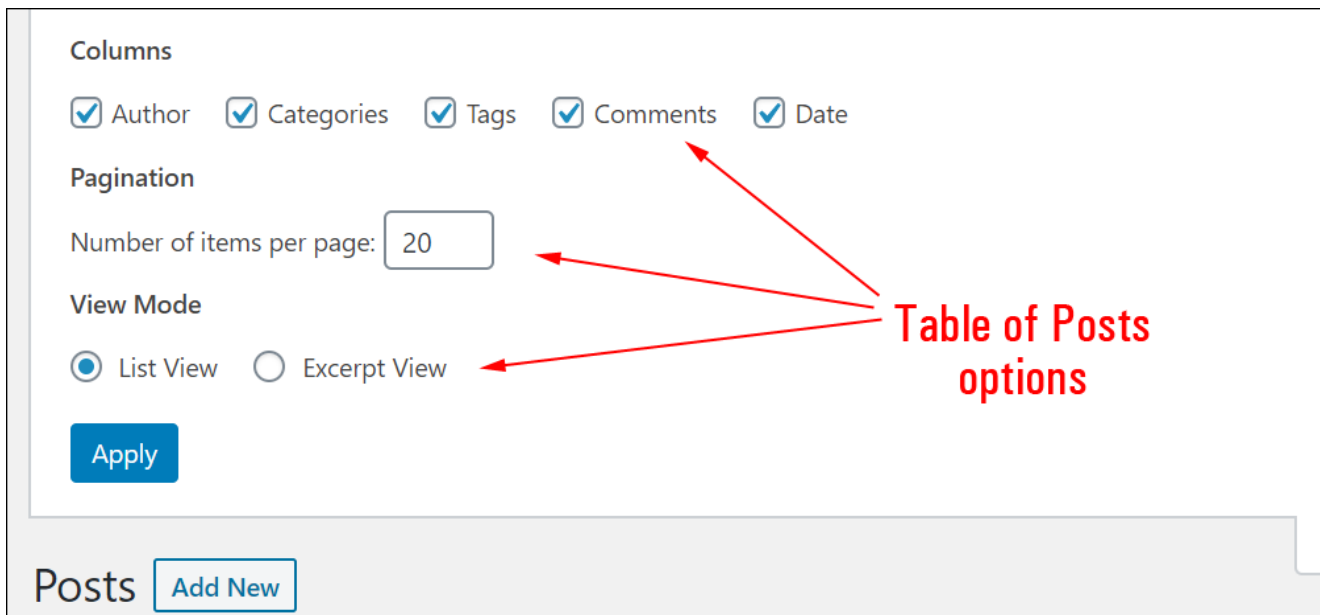 Columns
Author Categories Tags Comments Date
Pagination
Number of items per page: 20
View Mode
List View Excerpt View
Table of Posts
options
Apply
Posts Add New